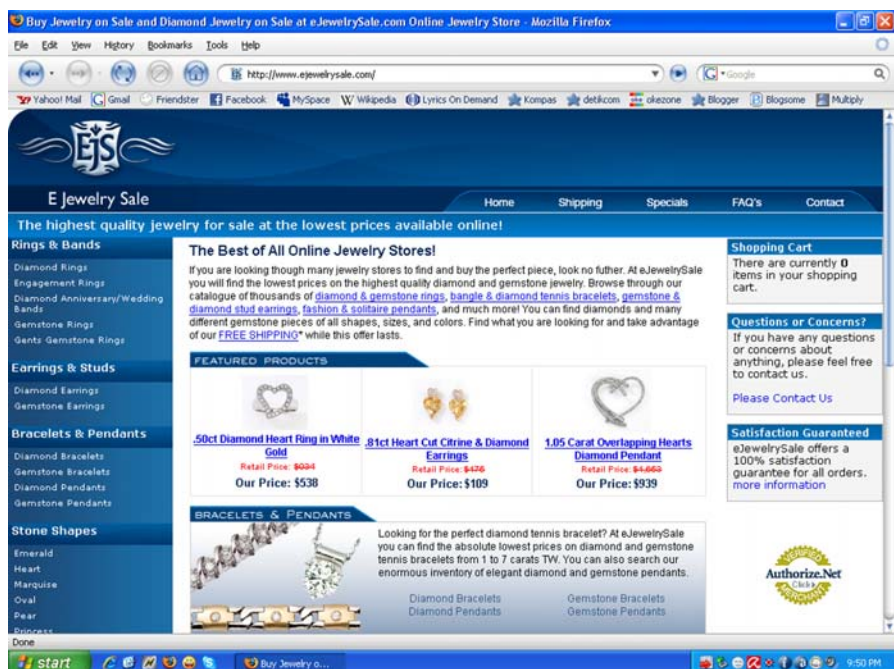 Buy Jewelry on Sale and Diamond Jewelry on Sale at eJewelrySale.com Online Jewelry Store - Mozilla Firefox
File Edit View History Bookmarks Tools Help
http://www.ejewelrysale.com/
Google
Yahoo! Mail Gmail Friendster Facebook MySpace Wikipedia Lyrics On Demand Kompas detikcom okezone Blogger Blogsome Multiply
EJS
E Jewelry Sale
Home Shipping Specials FAQ's Contact
The highest quality jewelry for sale at the lowest prices available online!
Rings & Bands
Diamond Rings
Engagement Rings
Diamond Anniversary/Wedding
Bands
Gemstone Rings
Gents Gemstone Rings
Earrings & Studs
Diamond Earrings
Gemstone Earrings
Bracelets & Pendants
Diamond Bracelets
Gemstone Bracelets
Diamond Pendants
Gemstone Pendants
Stone Shapes
Emerald
Heart
Marquise
Oval
Pear
Princess
The Best of All Online Jewelry Stores!
If you are looking though many jewelry stores to find and buy the perfect piece, look no futher. At eJewelrySale
you will find the lowest prices on the highest quality diamond and gemstone jewelry. Browse through our
catalogue of thousands of diamond & gemstone rings, bangle & diamond tennis bracelets, gemstone &
diamond stud earrings, fashion & solitaire pendants, and much more! You can find diamonds and many
different gemstone pieces of all shapes, sizes, and colors. Find what you are looking for and take advantage
of our FREE SHIPPING* while this offer lasts.
FEATURED PRODUCTS
.50ct Diamond Heart Ring in White
Gold
Retail Price:
Our Price: $538
.81ct Heart Cut Citrine & Diamond
Earrings
Retail Price: $476
Our Price: $109
1.05 Carat Overlapping Hearts
Diamond Pendant
Retail Price: $4,663
Our Price: $939
BRACELETS & PENDANTS
Looking for the perfect diamond tennis bracelet? At eJewelrySale
you can find the absolute lowest prices on diamond and gemstone
tennis bracelets from 1 to 7 carats TW. You can also search our
enormous inventory of elegant diamond and gemstone pendants.
Diamond Bracelets Gemstone Bracelets
Diamond Pendants Gemstone Pendants
Shopping Cart
There are currently 0
items in your shopping
cart.
Questions or Concerns?
If you have any questions
or concerns about
anything, please feel free
to contact us.
Please Contact Us
Satisfaction Guaranteed
eJewelrySale offers a
100% satisfaction
guarantee for all orders.
more information
VERIFIED
Authorize.Net
Click
MERCHANT
Done
start
Buy Jewelry o...
9:50 PM